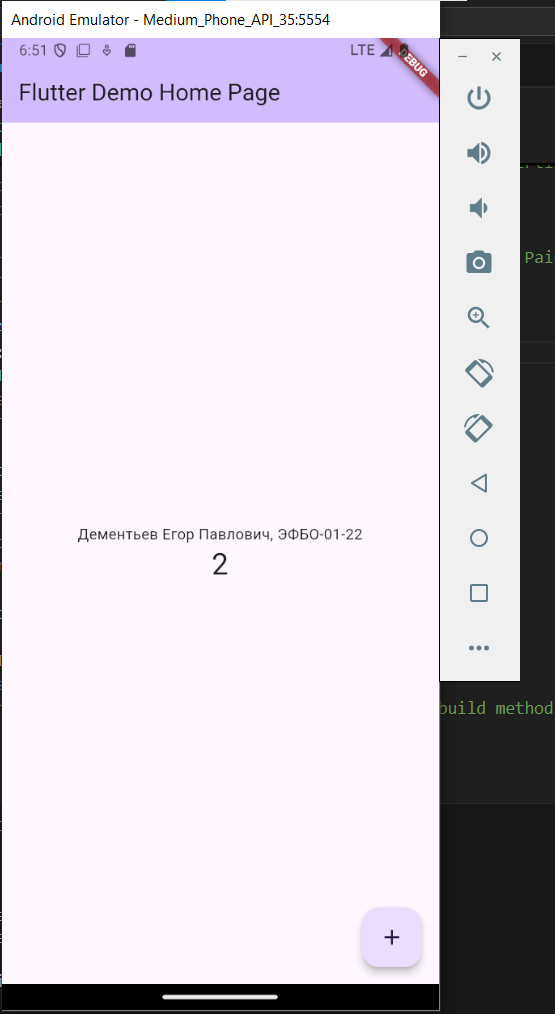 Android Emulator - Medium_Phone_API_35:5554
6:51
LTE
DEBUG
Flutter Demo Home Page
Pai
Дементьев Егор Павлович, ЭФБО-01-22
2
build method
+